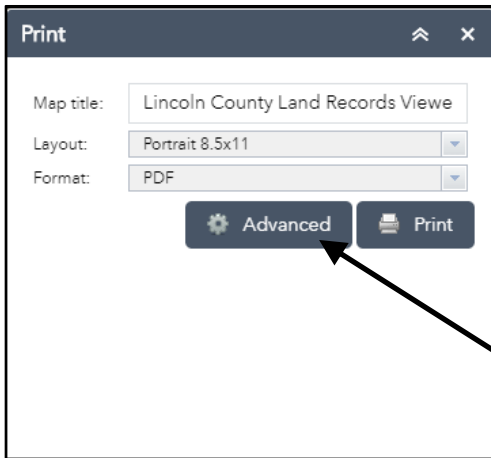 Print
Map title: Lincoln County Land Records Viewe
Layout: Portrait 8.5x11
Format: PDF
Advanced Print